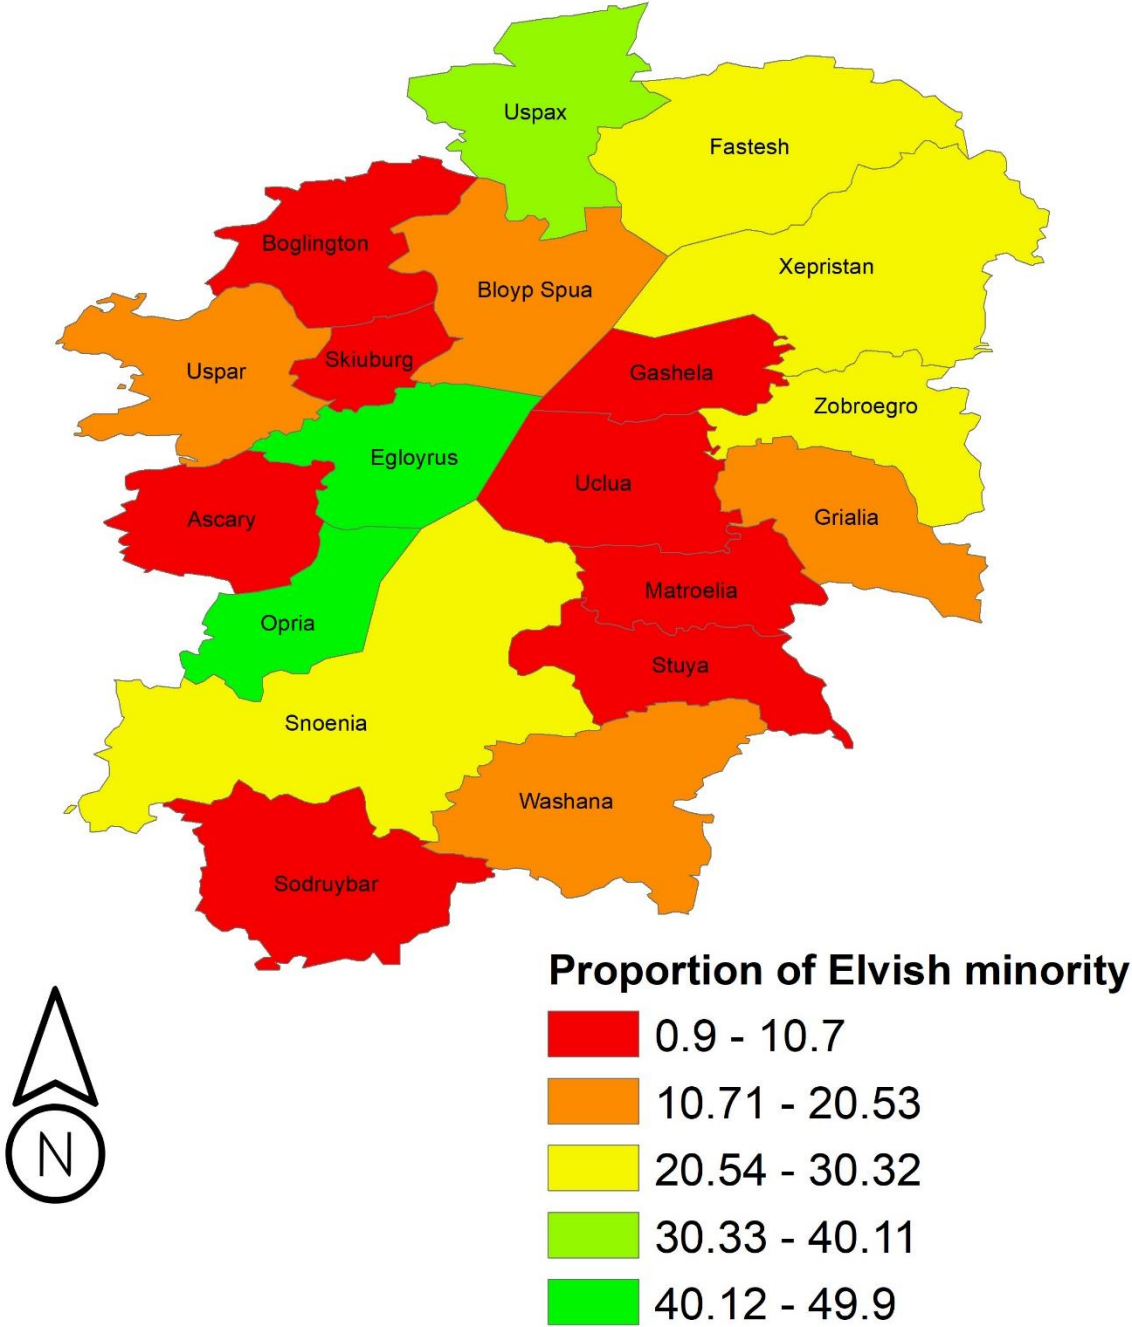 Uspax
Fastesh
Boglington
Xepristan
Bloyp Spua
Skiuburg
Uspar
Gashela
Zobroegro
Egloyrus
Uclua
Ascary
Grialia
Matroelia
Opria
Stuya
Snoenia
Washana
Sodruybar
Proportion of Elvish minority
0.9 - 10.7
10.71 - 20.53
20.54 - 30.32
30.33 - 40.11
40.12 - 49.9
N